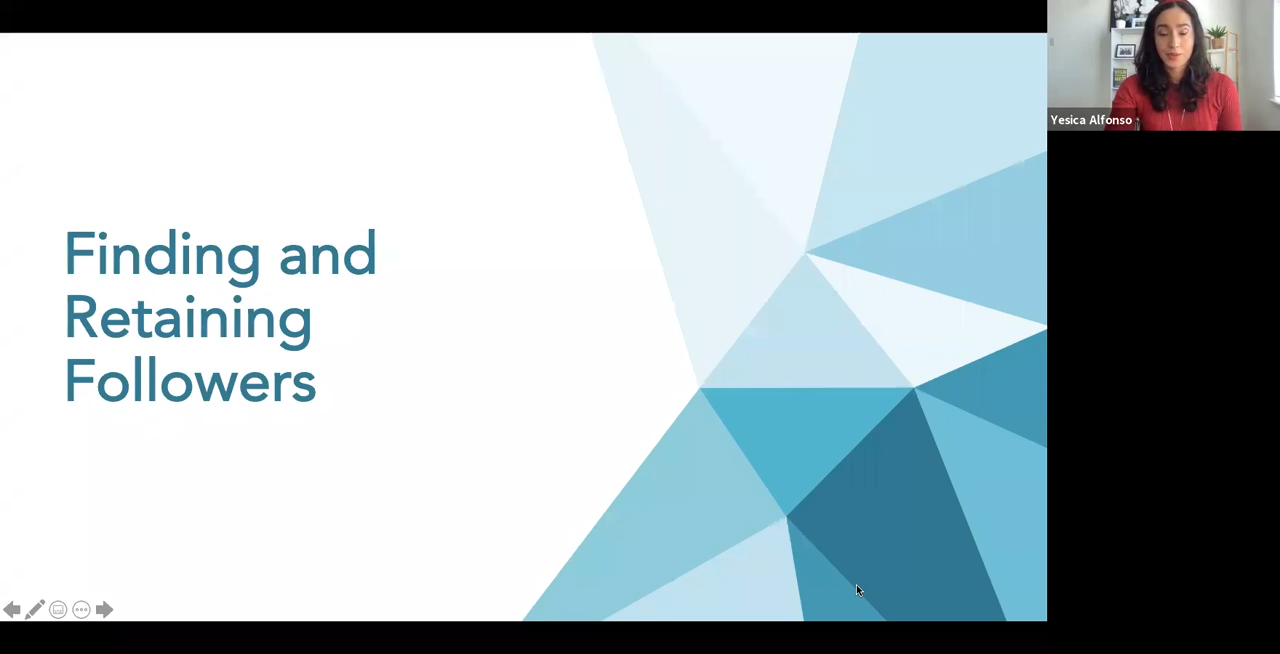 Finding and
Retaining
Followers
Yesica Alfonso